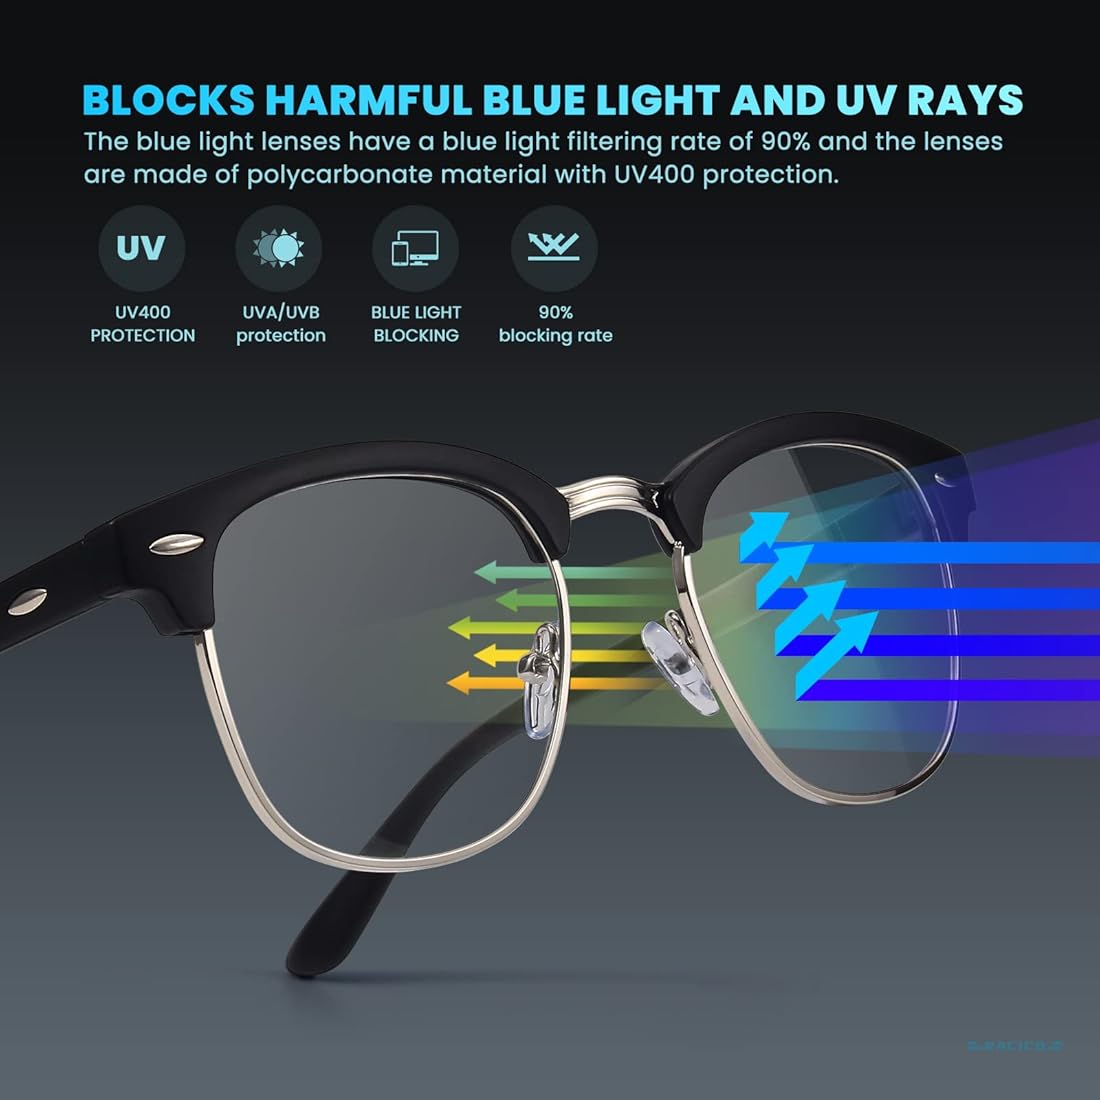 BLOCKS HARMFUL BLUE LIGHT AND UV RAYS
The blue light lenses have a blue light filtering rate of 90% and the lenses
are made of polycarbonate material with UV400 protection.
UV
UV400
PROTECTION
UVA/UVB
protection
BLUE LIGHT
BLOCKING
90%
blocking rate